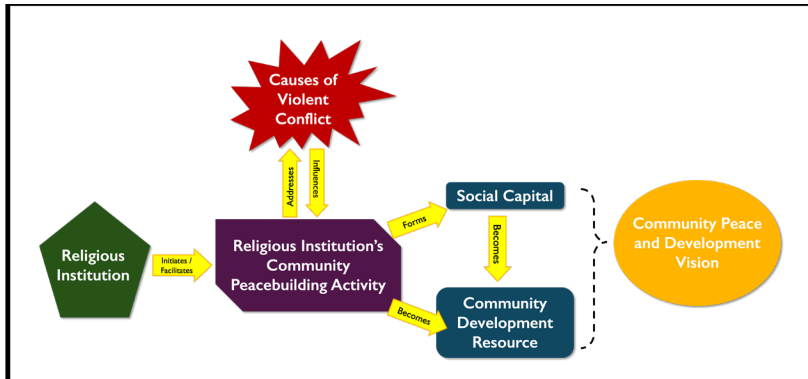 Causes of
Violent
Conflict
Addresses
Influences
Religious
Institution
Initiates /
Facilitates
Religious Institution's
Community
Peacebuilding Activity
Forms
Becomes
Social Capital
Becomes
Community
Development
Resource
Community Peace
and Development
Vision